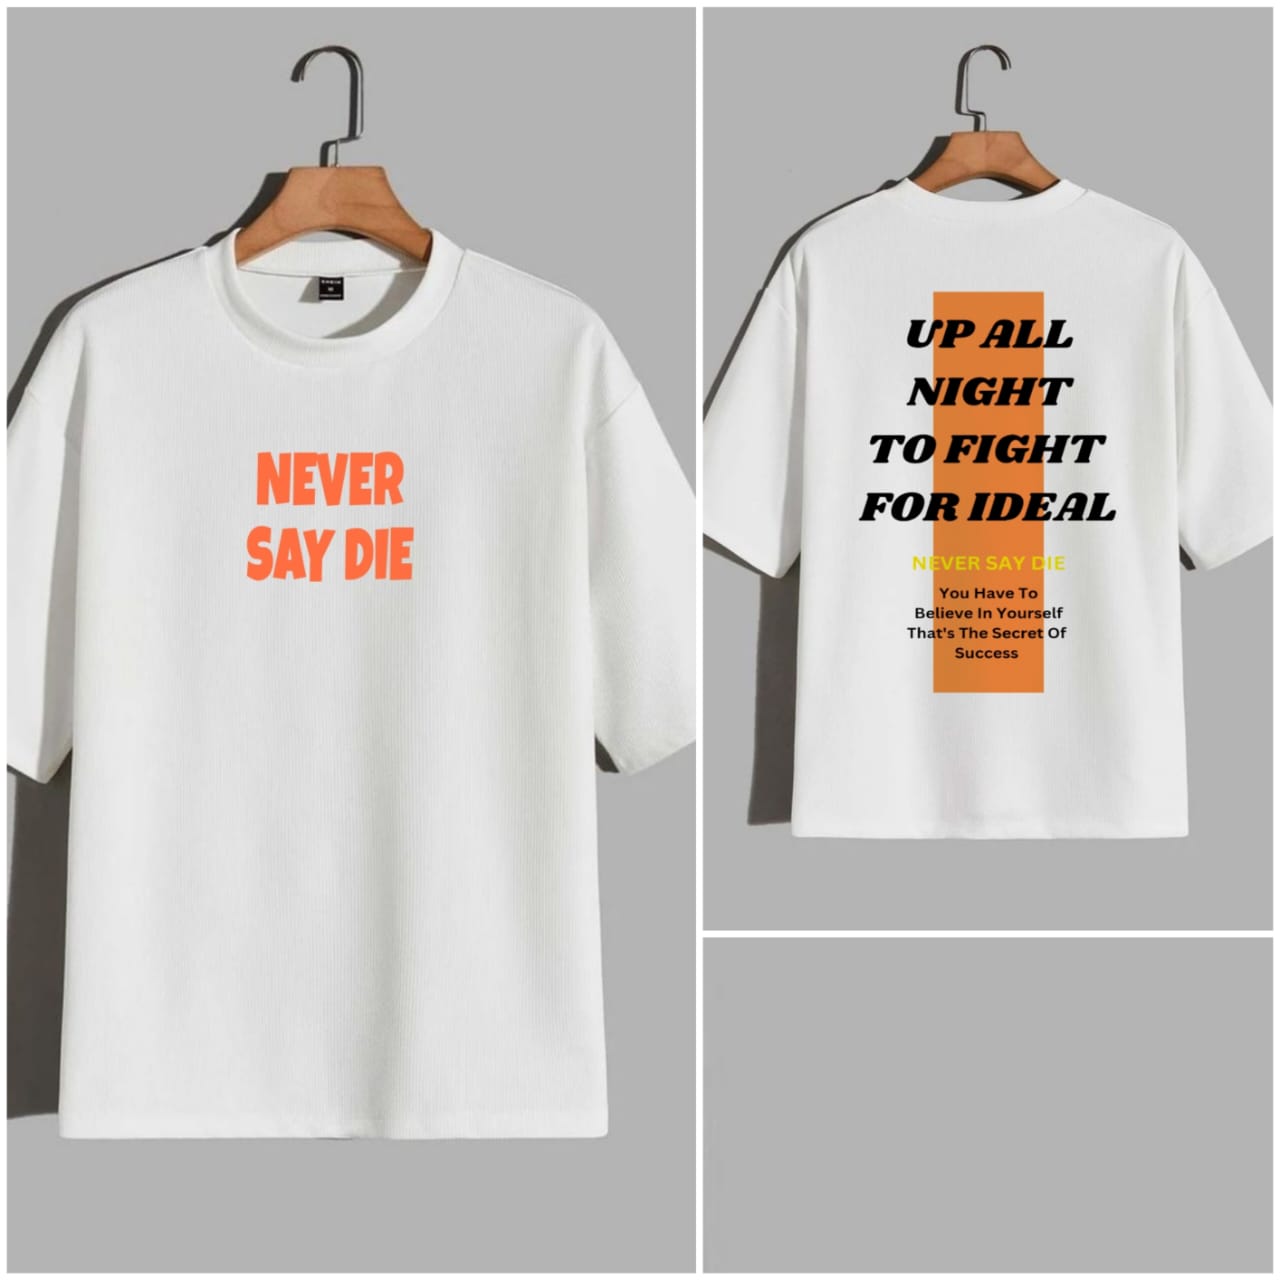 SHEIN
M
NEVER
SAY DIE
UP ALL
NIGHT
TO FIGHT
FOR IDEAL
NEVER SAY DIE
You Have To
Believe In Yourself
That's The Secret Of
Success